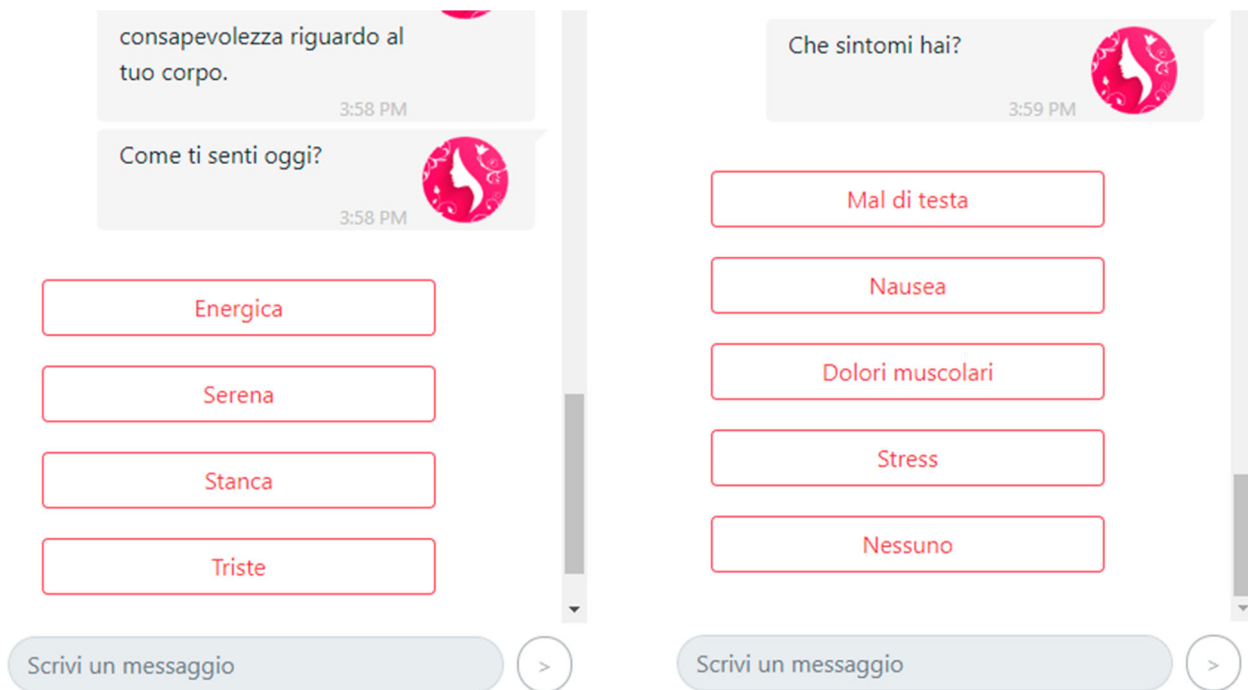 consapevolezza riguardo al
tuo corpo.
3:58 PM
Come ti senti oggi?
3:58 PM
Energica
Serena
Stanca
Triste
Scrivi un messaggio
>
Che sintomi hai?
3:59 PM
Mal di testa
Nausea
Dolori muscolari
Stress
Nessuno
Scrivi un messaggio
>